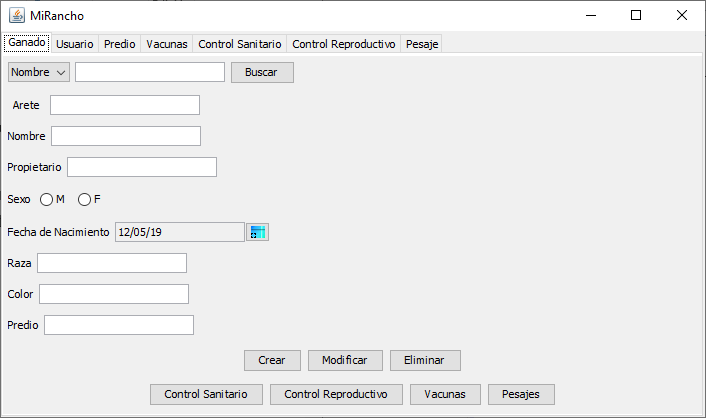 MiRancho
Ganado Usuario Predio Vacunas Control Sanitario Control Reproductivo Pesaje
Nombre Buscar
Arete
Nombre
Propietario
Sexo M F
Fecha de Nacimiento 12/05/19
Raza
Color
Predio
Crear Modificar Eliminar
Control Sanitario Control Reproductivo Vacunas Pesajes